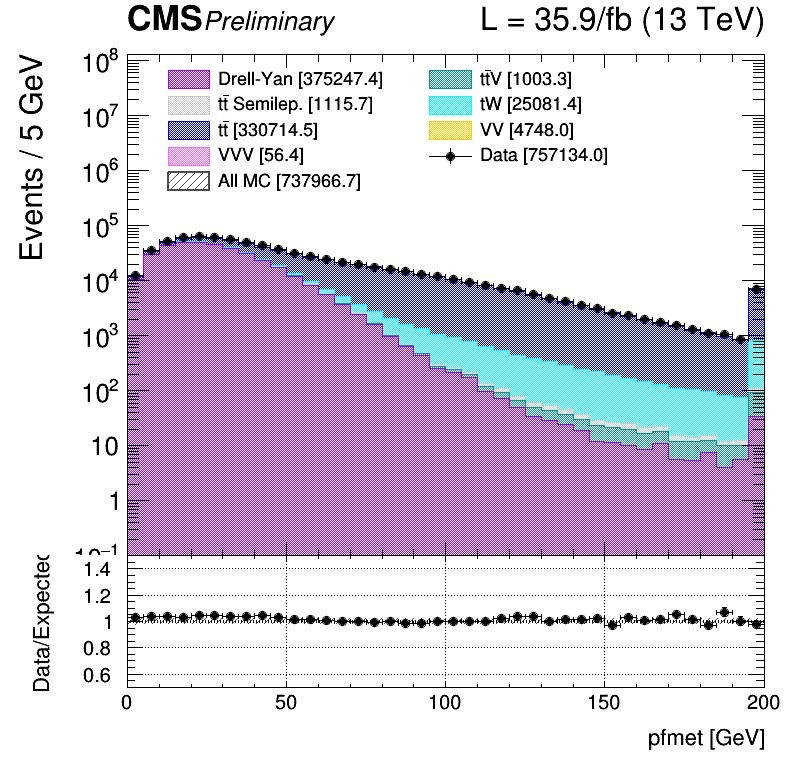 CMS Preliminary L = 35.9/fb (13 TeV)
Events / 5 GeV
Drell-Yan [375247.4]
tt̄ Semilep. [1115.7]
tt̄ [330714.5]
VVV [56.4]
All MC [737966.7]
tt̄V [1003.3]
tW [25081.4]
VV [4748.0]
Data [757134.0]
10⁸
10⁷
10⁶
10⁵
10⁴
10³
10²
10
1
10⁻¹
Data/Expected
1.4
1.2
1
0.8
0.6
0 50 100 150 200
pfmet [GeV]